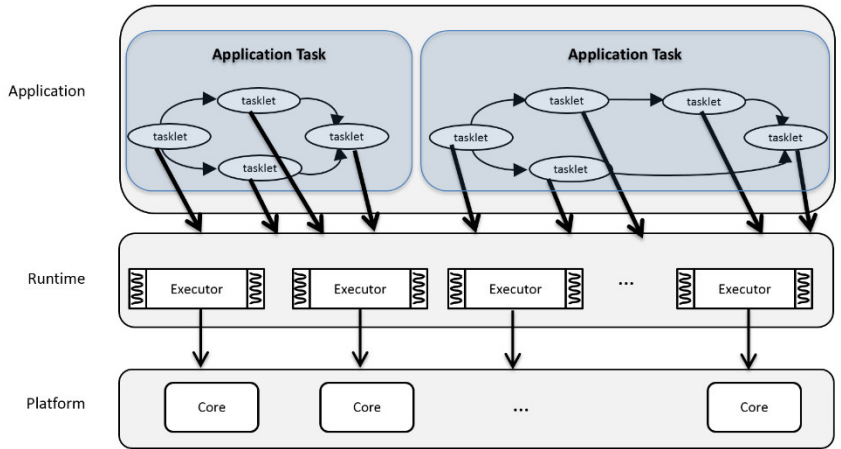 Application Task
Application Task
Application
tasklet
tasklet
tasklet
tasklet
tasklet
tasklet
tasklet
tasklet
tasklet
Runtime
Executor
Executor
Executor
...
Executor
Platform
Core
Core
...
Core